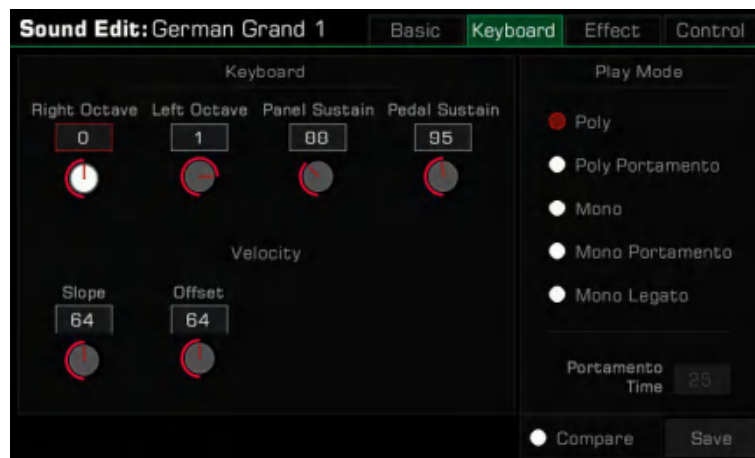 Sound Edit: German Grand 1 Basic Keyboard Effect Control
Keyboard
Right Octave Left Octave Panel Sustain Pedal Sustain
0 1 88 95
Velocity
Slope Offset
64 64
Play Mode
Poly
Poly Portamento
Mono
Mono Portamento
Mono Legato
Portamento
Time 25
Compare Save